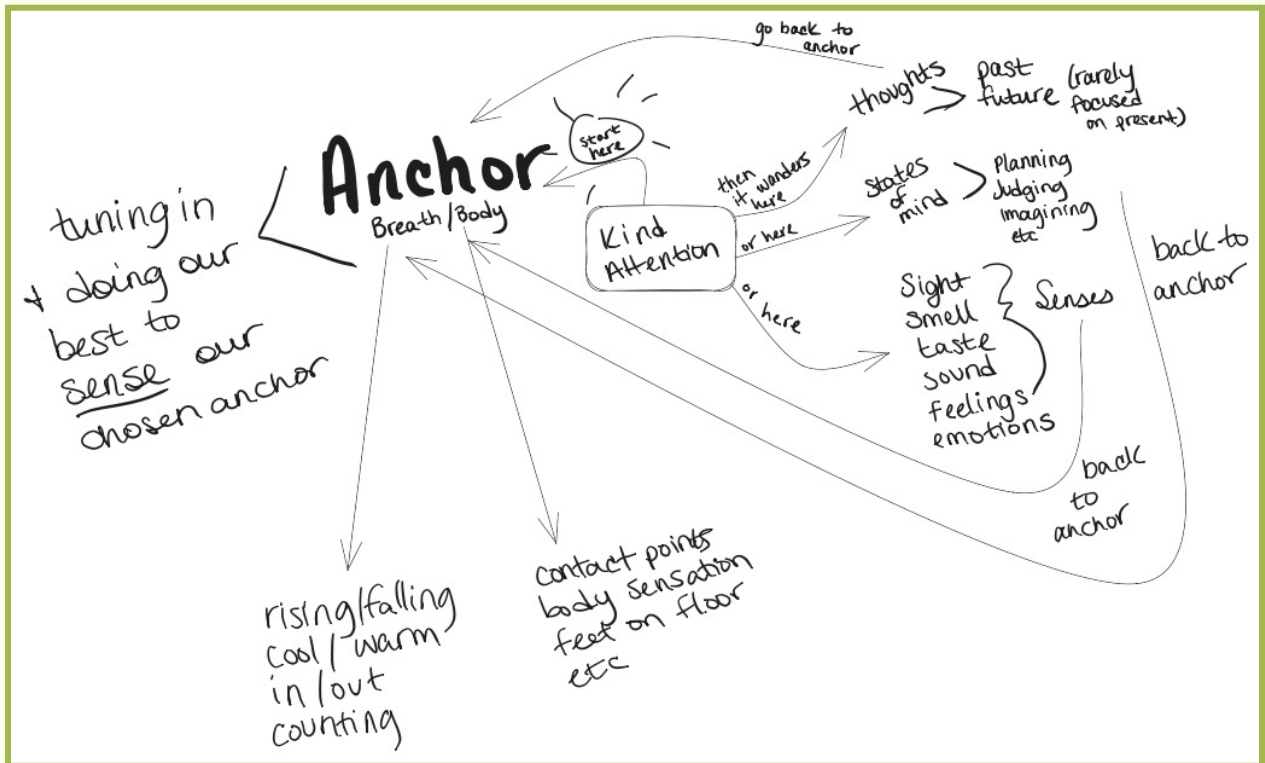 go back to
anchor
thoughts
past
future
(rarely
focused
on present)
start
here
Anchor
Breath/Body
tuning in
+ doing our
best to
sense our
chosen anchor
Kind
Attention
then
it wanders
here
or here
or here
states
of
mind
Planning
Judging
imagining
etc
Sight
smell
taste
sound
feelings
emotions
Senses
back to
anchor
back
to
anchor
rising/falling
cool/warm
in/out
counting
contact points
body sensation
feet on floor
etc